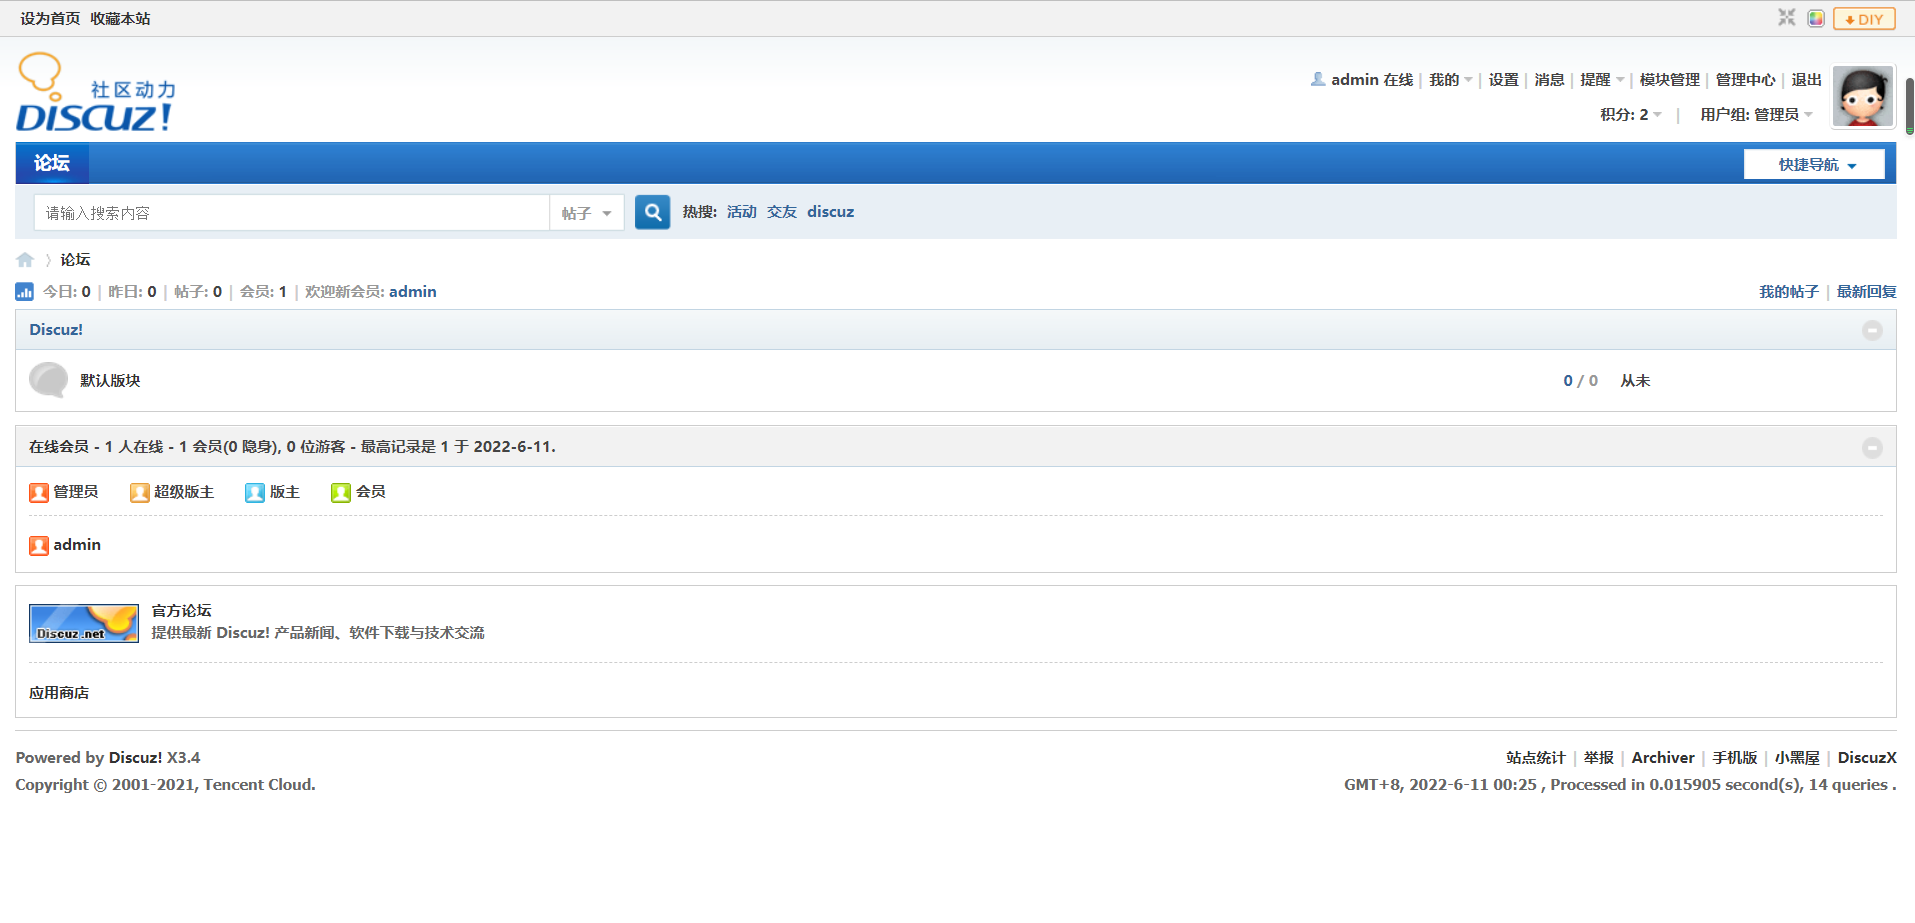 设为首页 收藏本站
DIY
社区动力
DISCUZ!
admin 在线 | 我的 | 设置 | 消息 | 提醒 | 模块管理 | 管理中心 | 退出
积分: 2 | 用户组: 管理员
论坛
快捷导航
请输入搜索内容 帖子 热搜: 活动 交友 discuz
论坛
今日: 0 | 昨日: 0 | 帖子: 0 | 会员: 1 | 欢迎新会员: admin
我的帖子 | 最新回复
Discuz!
默认版块 0 / 0 从未
在线会员 - 1 人在线 - 1 会员(0 隐身), 0 位游客 - 最高记录是 1 于 2022-6-11.
管理员 超级版主 版主 会员
admin
Discuz.net
官方论坛
提供最新 Discuz! 产品新闻、软件下载与技术交流
应用商店
Powered by Discuz! X3.4
站点统计 | 举报 | Archiver | 手机版 | 小黑屋 | DiscuzX
Copyright © 2001-2021, Tencent Cloud.
GMT+8, 2022-6-11 00:25 , Processed in 0.015905 second(s), 14 queries .